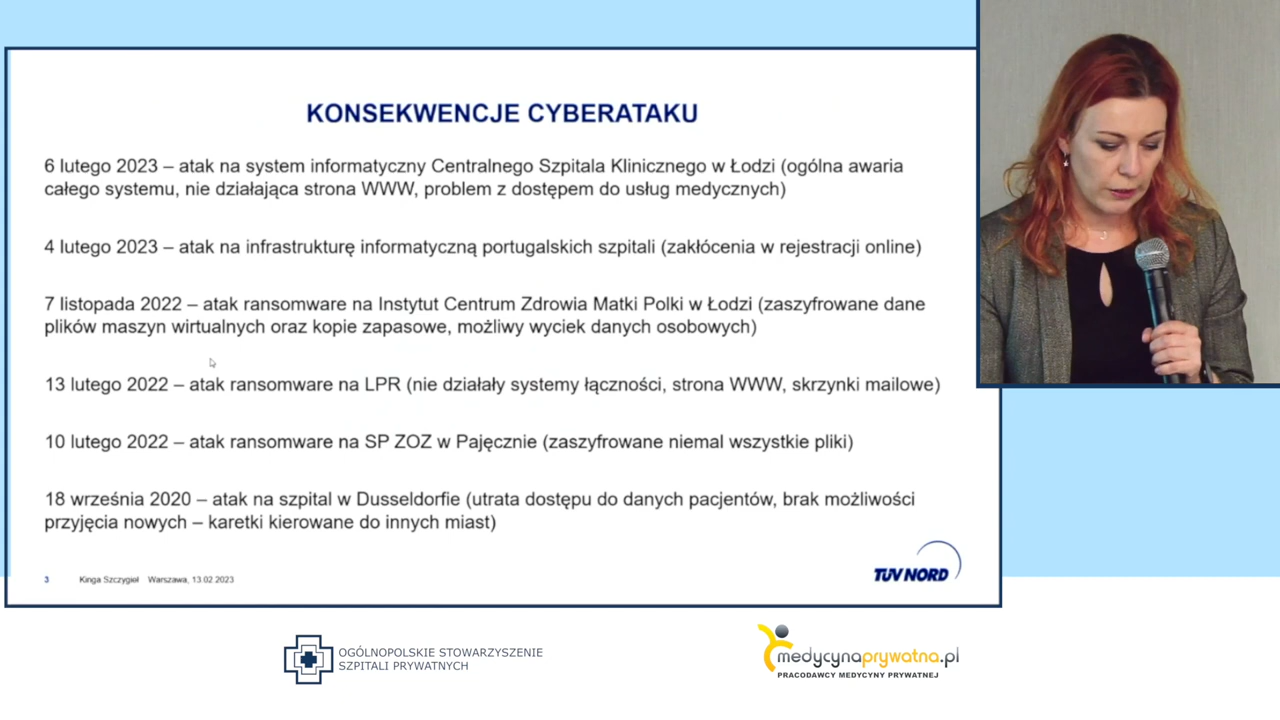 KONSEKWENCJE CYBERATAKU
6 lutego 2023 – atak na system informatyczny Centralnego Szpitala Klinicznego w Łodzi (ogólna awaria
całego systemu, nie działająca strona WWW, problem z dostępem do usług medycznych)
4 lutego 2023 – atak na infrastrukturę informatyczną portugalskich szpitali (zakłócenia w rejestracji online)
7 listopada 2022 – atak ransomware na Instytut Centrum Zdrowia Matki Polki w Łodzi (zaszyfrowane dane
plików maszyn wirtualnych oraz kopie zapasowe, możliwy wyciek danych osobowych)
13 lutego 2022 – atak ransomware na LPR (nie działały systemy łączności, strona WWW, skrzynki mailowe)
10 lutego 2022 – atak ransomware na SP ZOZ w Pajęcznie (zaszyfrowane niemal wszystkie pliki)
18 września 2020 – atak na szpital w Dusseldorfie (utrata dostępu do danych pacjentów, brak możliwości
przyjęcia nowych – karetki kierowane do innych miast)
3 Kinga Szczygieł Warszawa, 13.02.2023
TÜV NORD
OGÓLNOPOLSKIE STOWARZYSZENIE
SZPITALI PRYWATNYCH
medycynaprywatna.pl
PRACODAWCY MEDYCYNY PRYWATNEJ